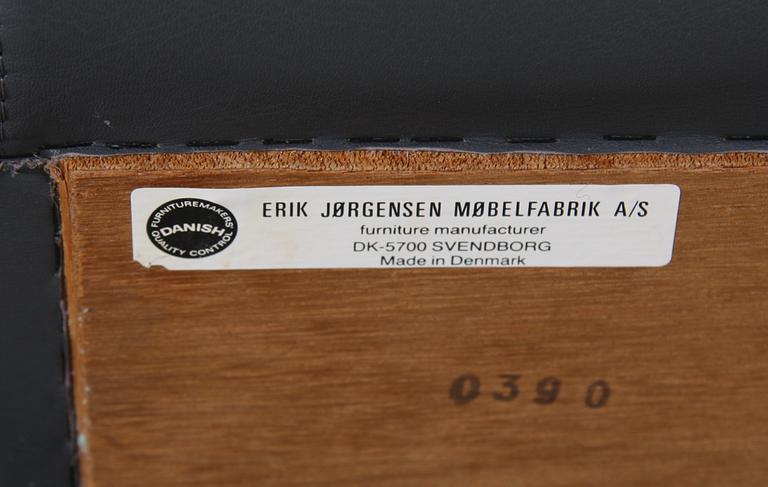 FURNITUREMAKERS'
DANISH
QUALITY CONTROL
ERIK JØRGENSEN MØBELFABRIK A/S
furniture manufacturer
DK-5700 SVENDBORG
Made in Denmark
0390